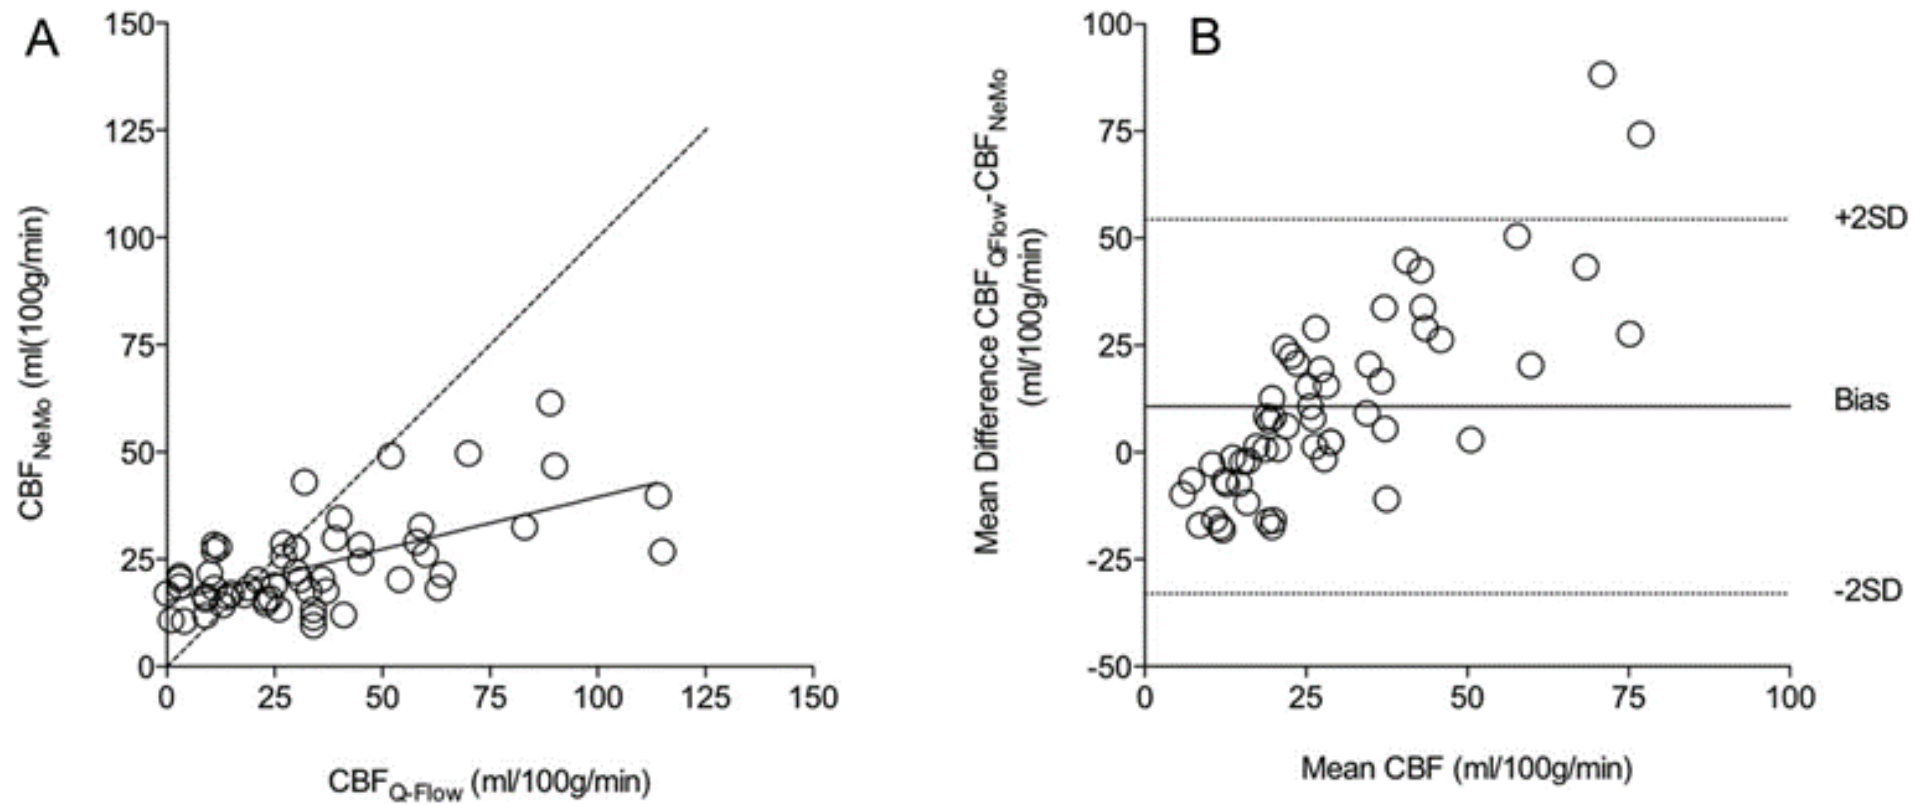 A
150
125
100
75
50
25
0
0 25 50 75 100 125 150
CBFNeMo (ml(100g/min)
CBFQ-Flow (ml/100g/min)
B
100
75
50
25
0
-25
-50
0 25 50 75 100
Mean Difference CBFQFlow-CBFNeMo
(ml/100g/min)
+2SD
Bias
-2SD
Mean CBF (ml/100g/min)